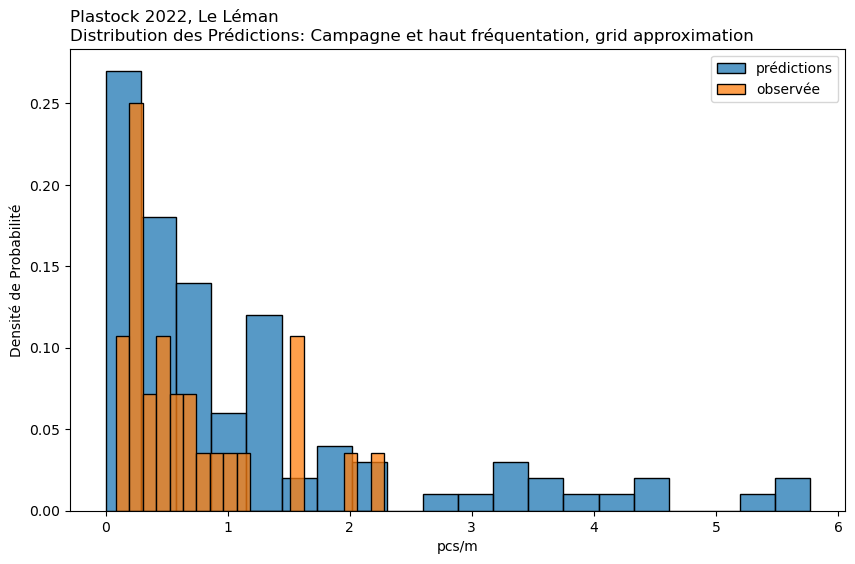 Plastock 2022, Le Léman
Distribution des Prédictions: Campagne et haut fréquentation, grid approximation
prédictions
observée
Densité de Probabilité
0.25
0.20
0.15
0.10
0.05
0.00
0 1 2 3 4 5 6
pcs/m